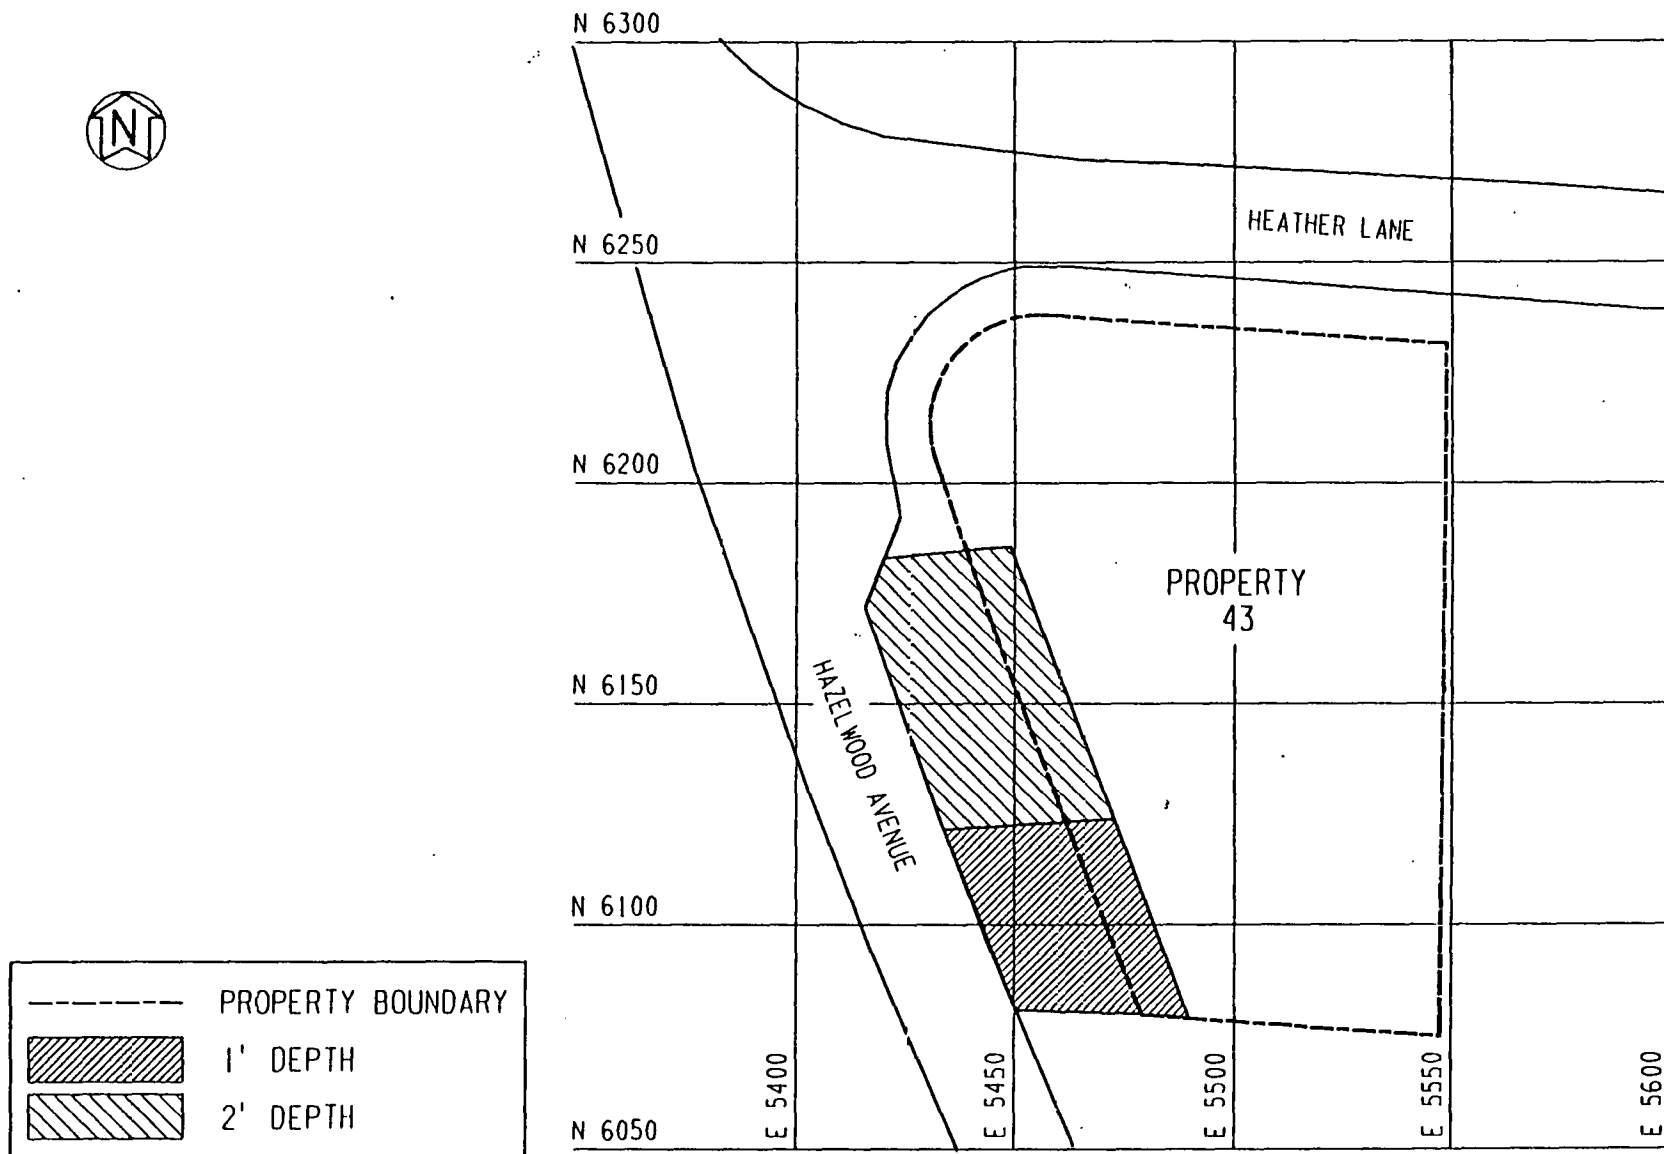 N 6300
N
HEATHER LANE
N 6250
N 6200
PROPERTY
43
N 6150
HAZELWOOD AVENUE
N 6100
PROPERTY BOUNDARY
1' DEPTH
2' DEPTH
N 6050
E 5400
E 5450
E 5500
E 5550
E 5600